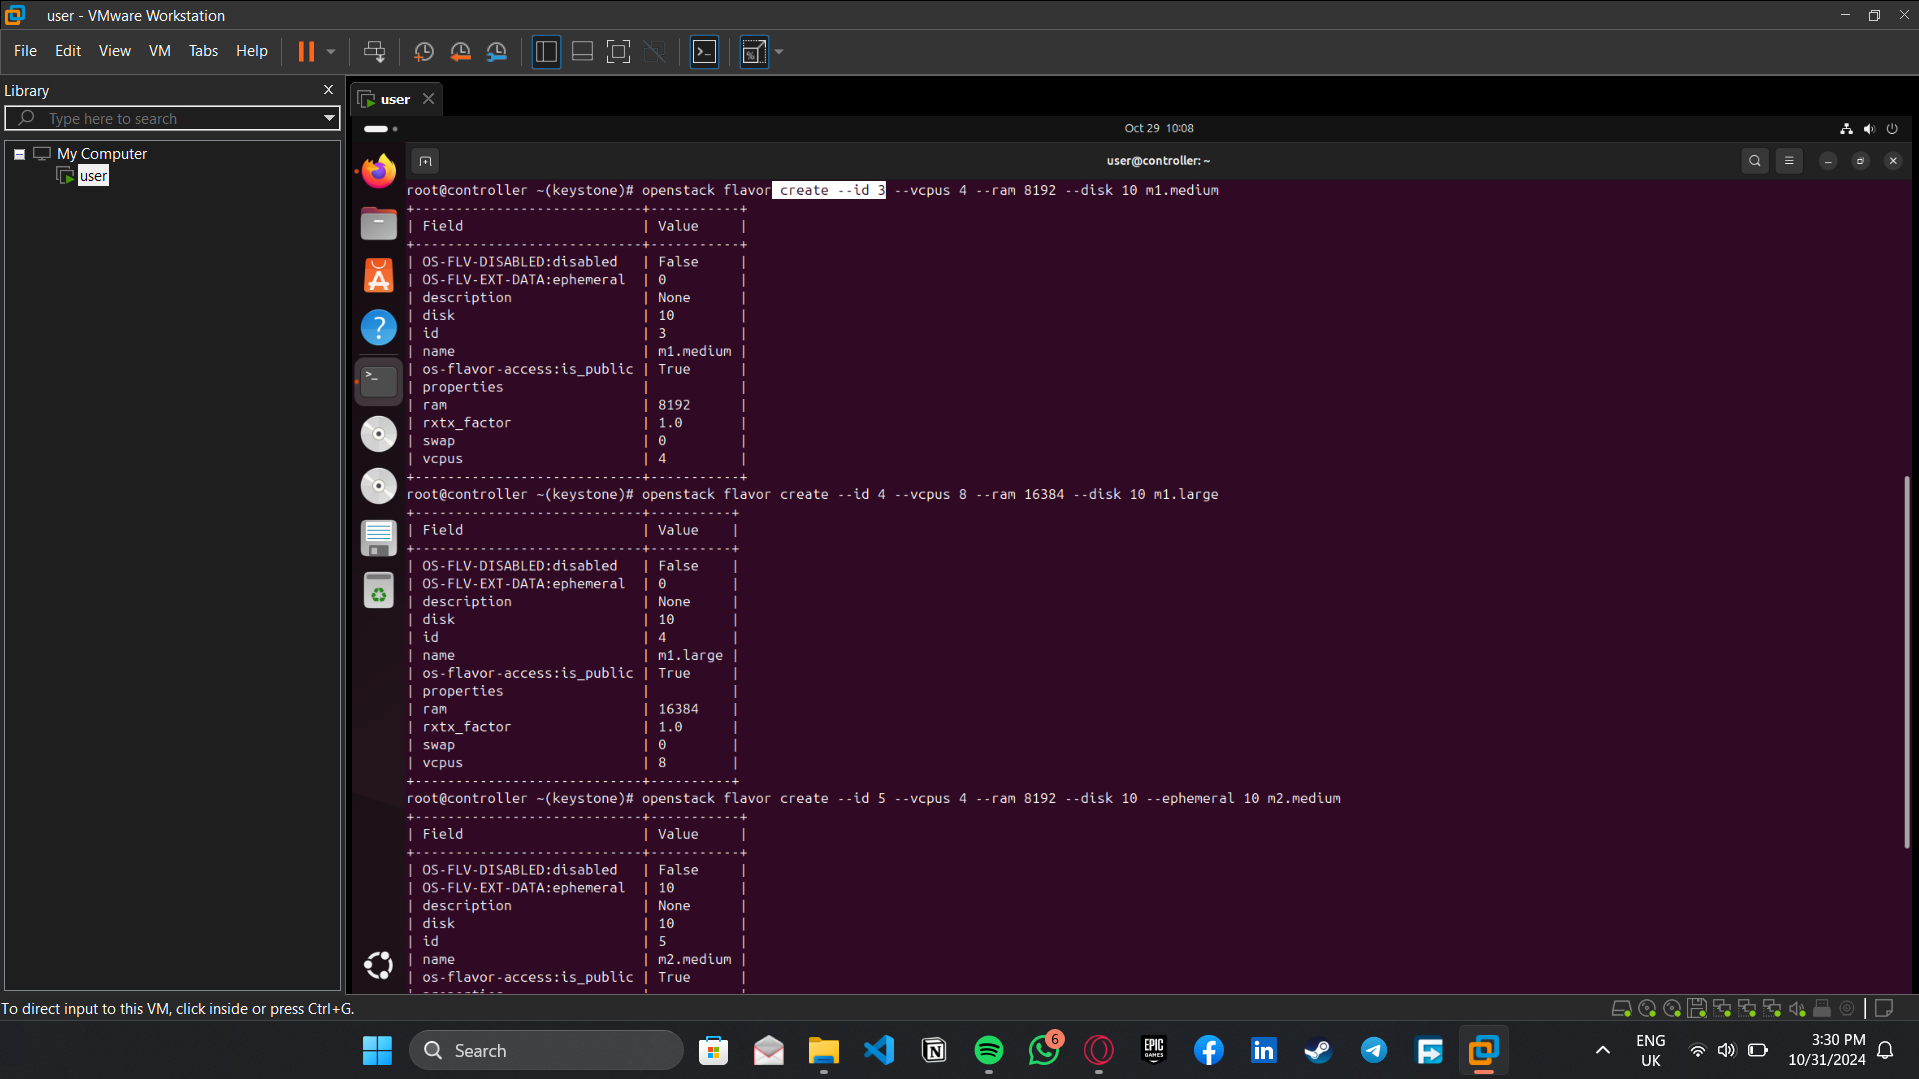 user - VMware Workstation
File Edit View VM Tabs Help
Library
Type here to search
My Computer
user
user
Oct 29 10:08
user@controller: ~
root@controller ~(keystone)# openstack flavor create --id 3 --vcpus 4 --ram 8192 --disk 10 m1.medium
+----------------------------+-----------+
| Field                      | Value     |
+----------------------------+-----------+
| OS-FLV-DISABLED:disabled   | False     |
| OS-FLV-EXT-DATA:ephemeral  | 0         |
| description                | None      |
| disk                       | 10        |
| id                         | 3         |
| name                       | m1.medium |
| os-flavor-access:is_public | True      |
| properties                 |           |
| ram                        | 8192      |
| rxtx_factor                | 1.0       |
| swap                       | 0         |
| vcpus                      | 4         |
+----------------------------+-----------+
root@controller ~(keystone)# openstack flavor create --id 4 --vcpus 8 --ram 16384 --disk 10 m1.large
+----------------------------+----------+
| Field                      | Value    |
+----------------------------+----------+
| OS-FLV-DISABLED:disabled   | False    |
| OS-FLV-EXT-DATA:ephemeral  | 0        |
| description                | None     |
| disk                       | 10       |
| id                         | 4        |
| name                       | m1.large |
| os-flavor-access:is_public | True     |
| properties                 |          |
| ram                        | 16384    |
| rxtx_factor                | 1.0      |
| swap                       | 0        |
| vcpus                      | 8        |
+----------------------------+----------+
root@controller ~(keystone)# openstack flavor create --id 5 --vcpus 4 --ram 8192 --disk 10 --ephemeral 10 m2.medium
+----------------------------+-----------+
| Field                      | Value     |
+----------------------------+-----------+
| OS-FLV-DISABLED:disabled   | False     |
| OS-FLV-EXT-DATA:ephemeral  | 10        |
| description                | None      |
| disk                       | 10        |
| id                         | 5         |
| name                       | m2.medium |
| os-flavor-access:is_public | True      |
To direct input to this VM, click inside or press Ctrl+G.
Search
6
EPIC GAMES
ENG
UK
3:30 PM
10/31/2024